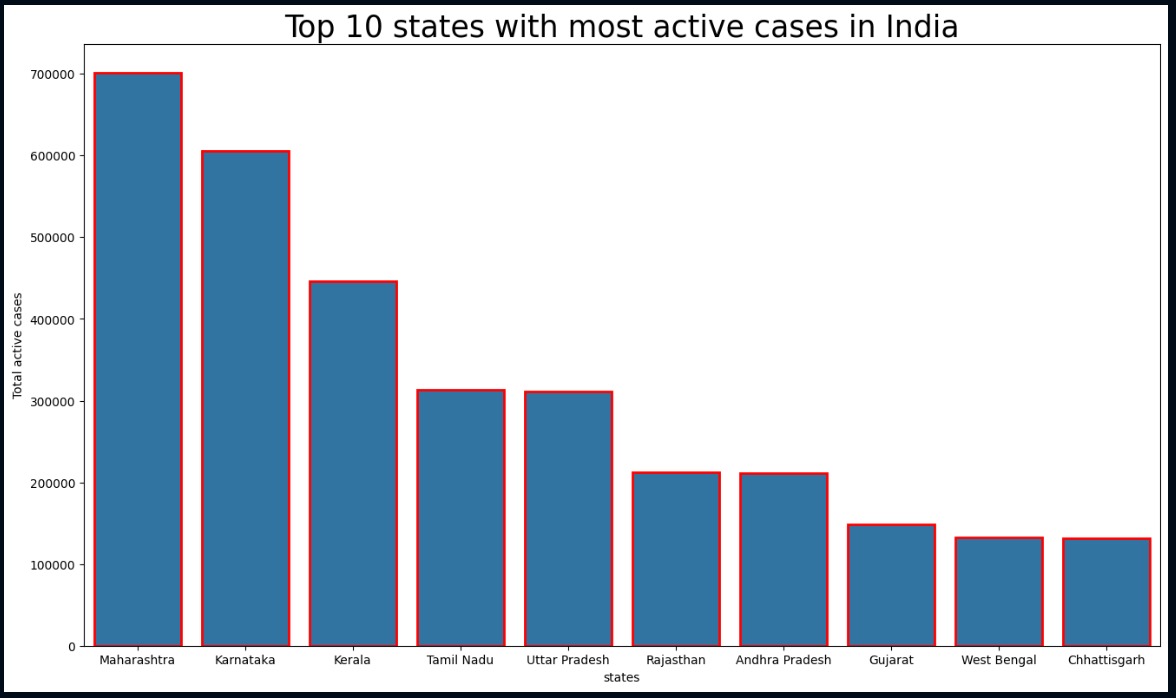 Top 10 states with most active cases in India
700000
600000
500000
400000
300000
200000
100000
0
Total active cases
Maharashtra Karnataka Kerala Tamil Nadu Uttar Pradesh Rajasthan Andhra Pradesh Gujarat West Bengal Chhattisgarh
states